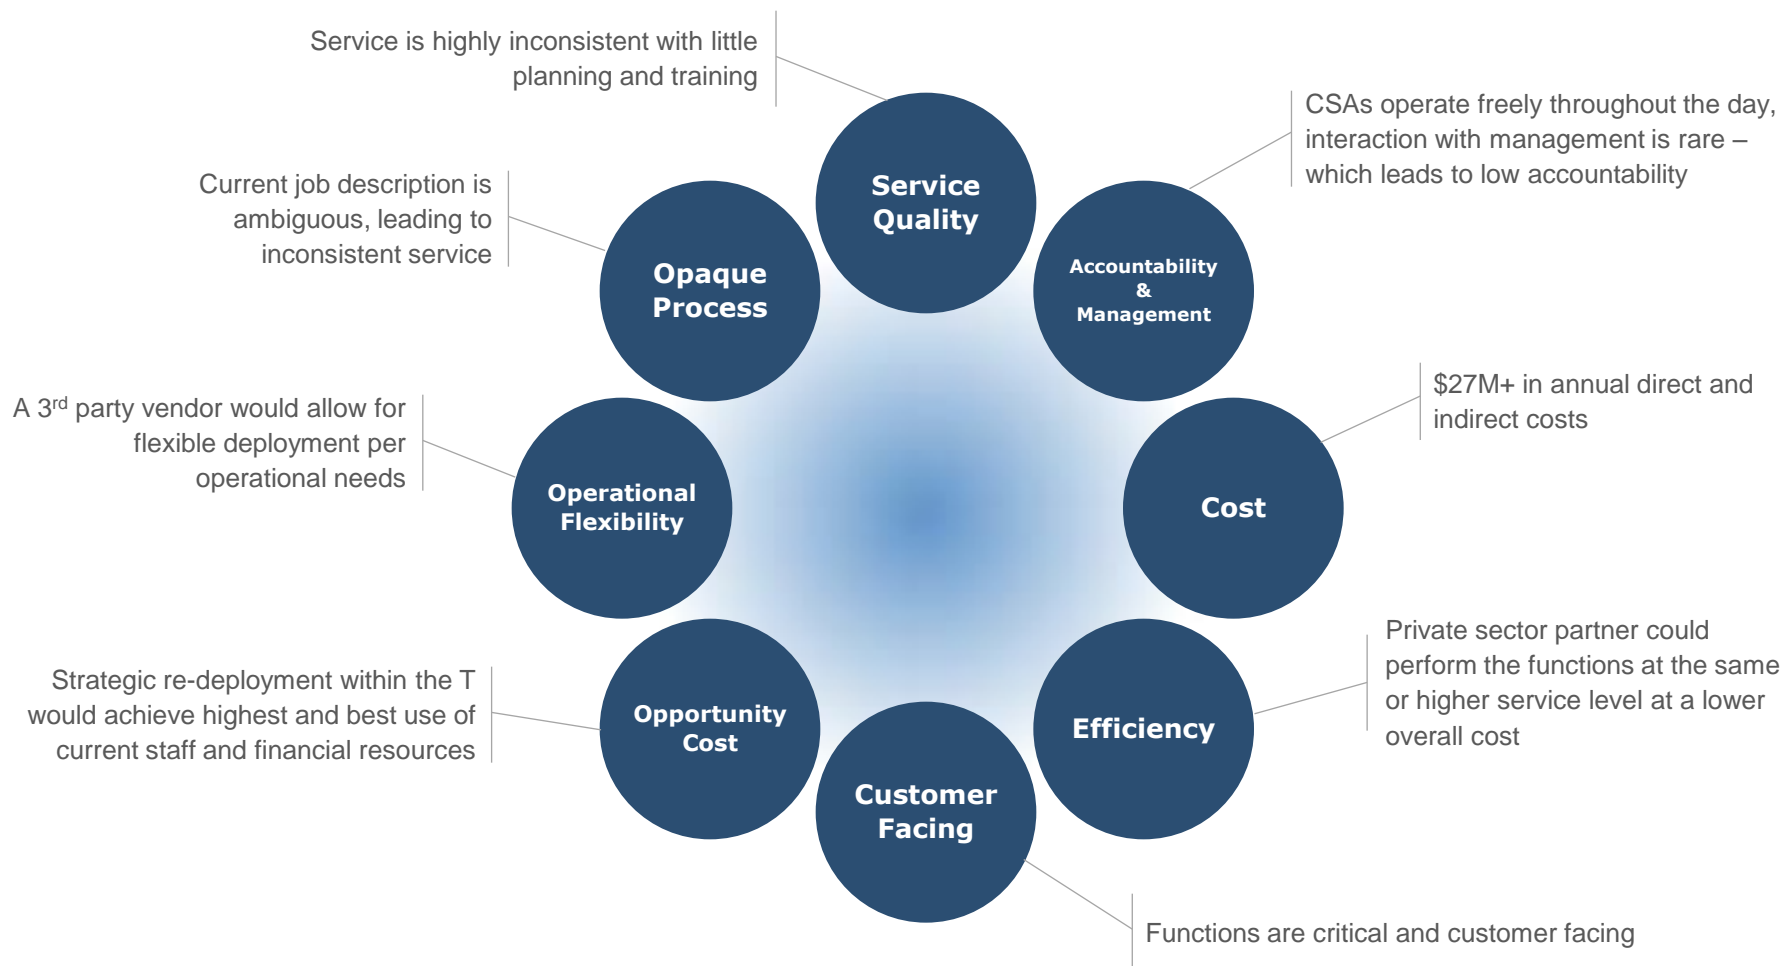 Service is highly inconsistent with little
planning and training
Service
Quality
CSAs operate freely throughout the day,
interaction with management is rare –
which leads to low accountability
Accountability
&
Management
$27M+ in annual direct and
indirect costs
Cost
Private sector partner could
perform the functions at the same
or higher service level at a lower
overall cost
Efficiency
Functions are critical and customer facing
Customer
Facing
Strategic re-deployment within the T
would achieve highest and best use of
current staff and financial resources
Opportunity
Cost
A 3rd party vendor would allow for
flexible deployment per
operational needs
Operational
Flexibility
Current job description is
ambiguous, leading to
inconsistent service
Opaque
Process